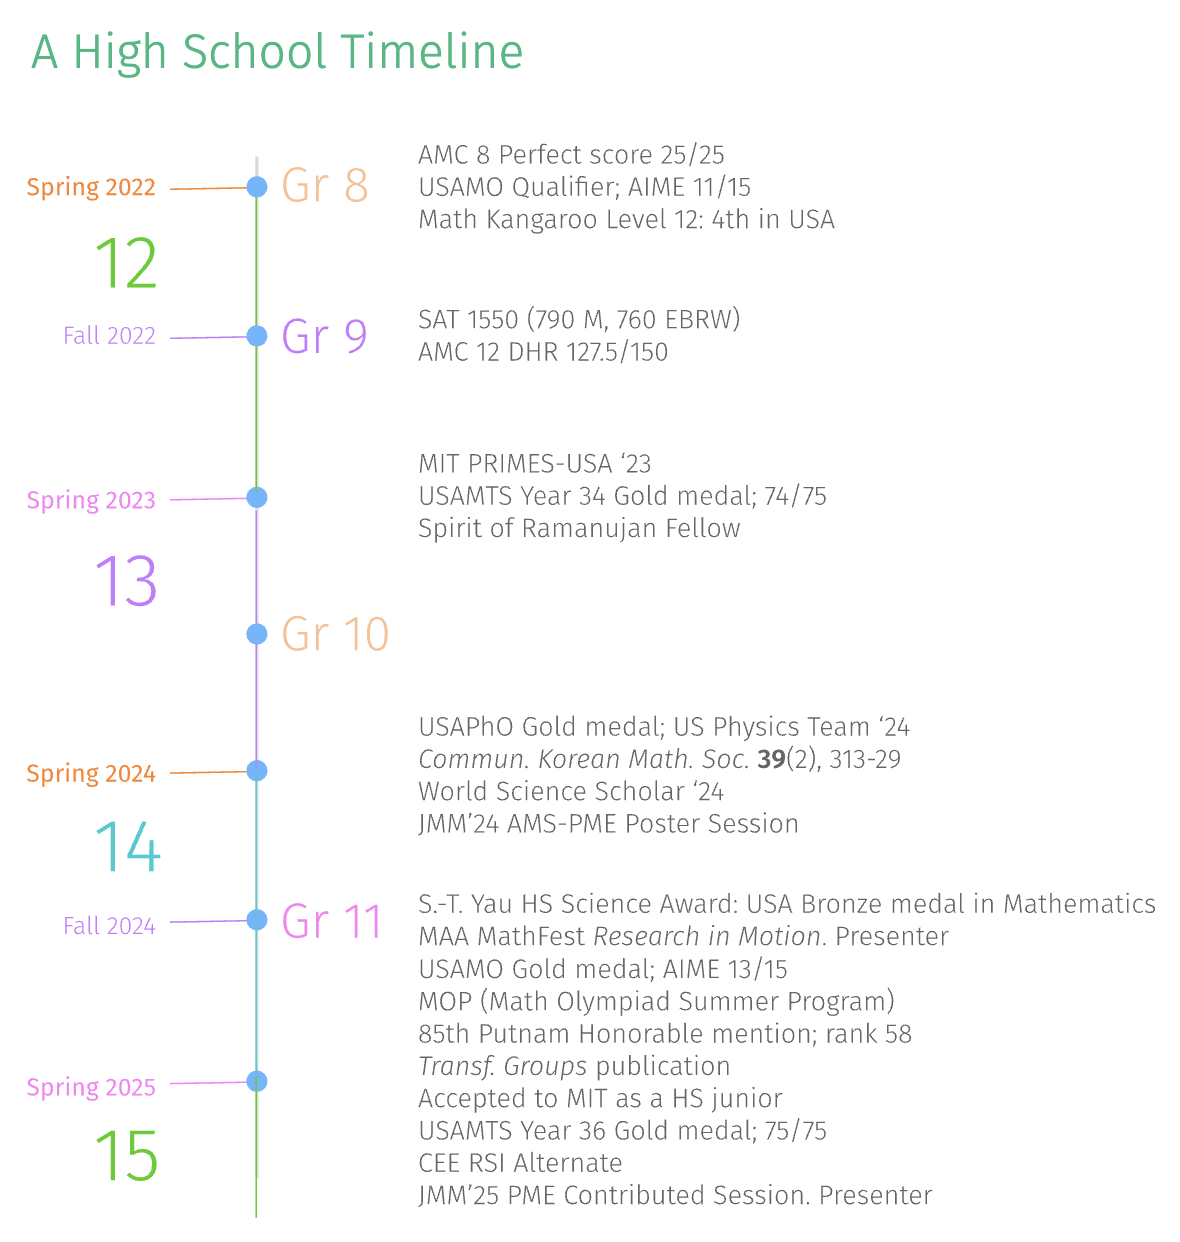 A High School Timeline
Spring 2022
Gr 8
AMC 8 Perfect score 25/25
USAMO Qualifier; AIME 11/15
Math Kangaroo Level 12: 4th in USA
12
Fall 2022
Gr 9
SAT 1550 (790 M, 760 EBRW)
AMC 12 DHR 127.5/150
Spring 2023
MIT PRIMES-USA ‘23
USAMTS Year 34 Gold medal; 74/75
Spirit of Ramanujan Fellow
13
Gr 10
Spring 2024
USAPhO Gold medal; US Physics Team ‘24
Commun. Korean Math. Soc. 39(2), 313-29
World Science Scholar ‘24
JMM’24 AMS-PME Poster Session
14
Fall 2024
Gr 11
S.-T. Yau HS Science Award: USA Bronze medal in Mathematics
MAA MathFest Research in Motion. Presenter
USAMO Gold medal; AIME 13/15
MOP (Math Olympiad Summer Program)
85th Putnam Honorable mention; rank 58
Transf. Groups publication
Spring 2025
Accepted to MIT as a HS junior
USAMTS Year 36 Gold medal; 75/75
CEE RSI Alternate
JMM’25 PME Contributed Session. Presenter
15